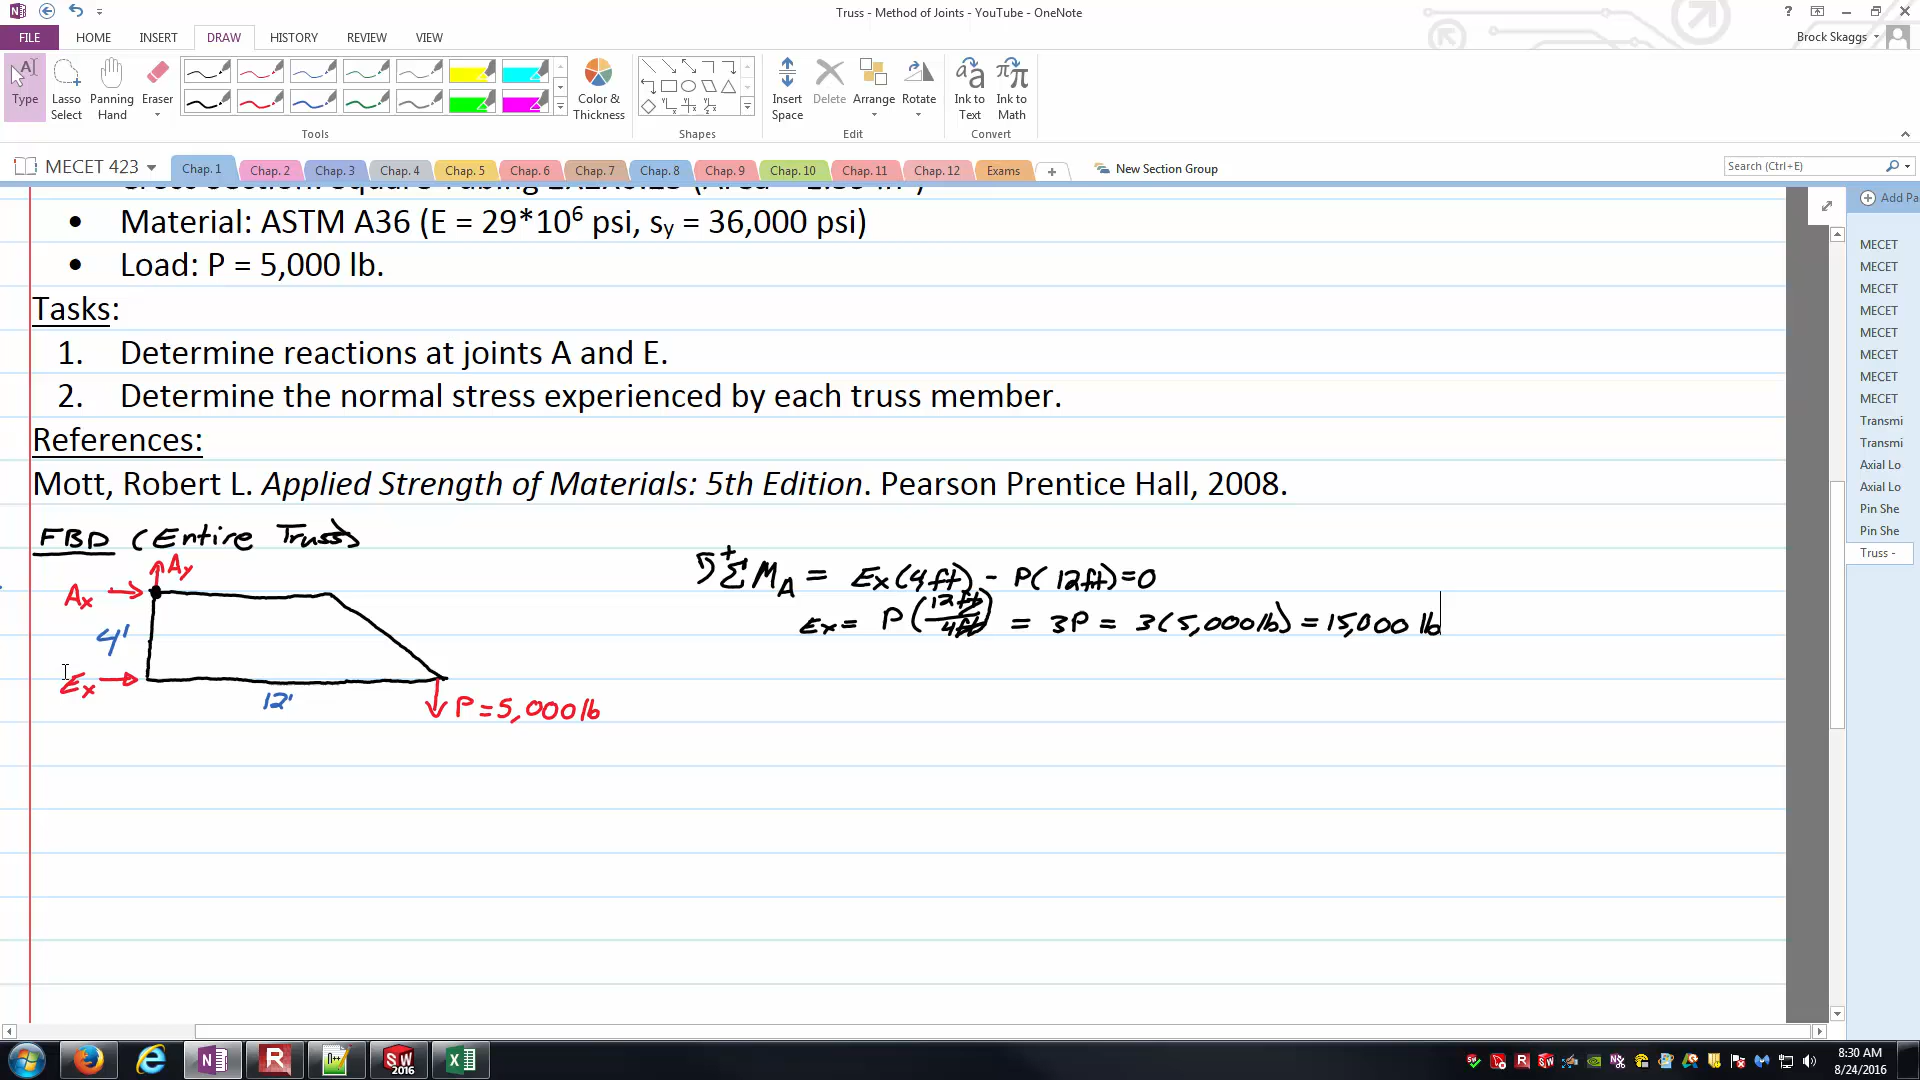 Truss - Method of Joints - YouTube - OneNote
Brock Skaggs
FILE HOME INSERT DRAW HISTORY REVIEW VIEW
Type
Lasso Select
Panning Hand
Eraser
Color & Thickness
Insert Space
Delete
Arrange
Rotate
Ink to Text
Ink to Math
Tools
Shapes
Edit
Convert
MECET 423
Chap. 1 Chap. 2 Chap. 3 Chap. 4 Chap. 5 Chap. 6 Chap. 7 Chap. 8 Chap. 9 Chap. 10 Chap. 11 Chap. 12 Exams
New Section Group
Search (Ctrl+E)
Add Pa
• Material: ASTM A36 (E = 29*10⁶ psi, sᵧ = 36,000 psi)
• Load: P = 5,000 lb.
Tasks:
1. Determine reactions at joints A and E.
2. Determine the normal stress experienced by each truss member.
References:
Mott, Robert L. Applied Strength of Materials: 5th Edition. Pearson Prentice Hall, 2008.
FBD (Entire Truss)
Ay
Ax
4'
Ex
12'
P = 5,000 lb
+ΣM_A = Ex(4ft) - P(12ft) = 0
Ex = P(12ft/4ft) = 3P = 3(5,000lb) = 15,000 lb
MECET
MECET
MECET
MECET
MECET
MECET
MECET
MECET
Transmi
Transmi
Axial Lo
Axial Lo
Pin She
Pin She
Truss -
SW 2016
8:30 AM
8/24/2016